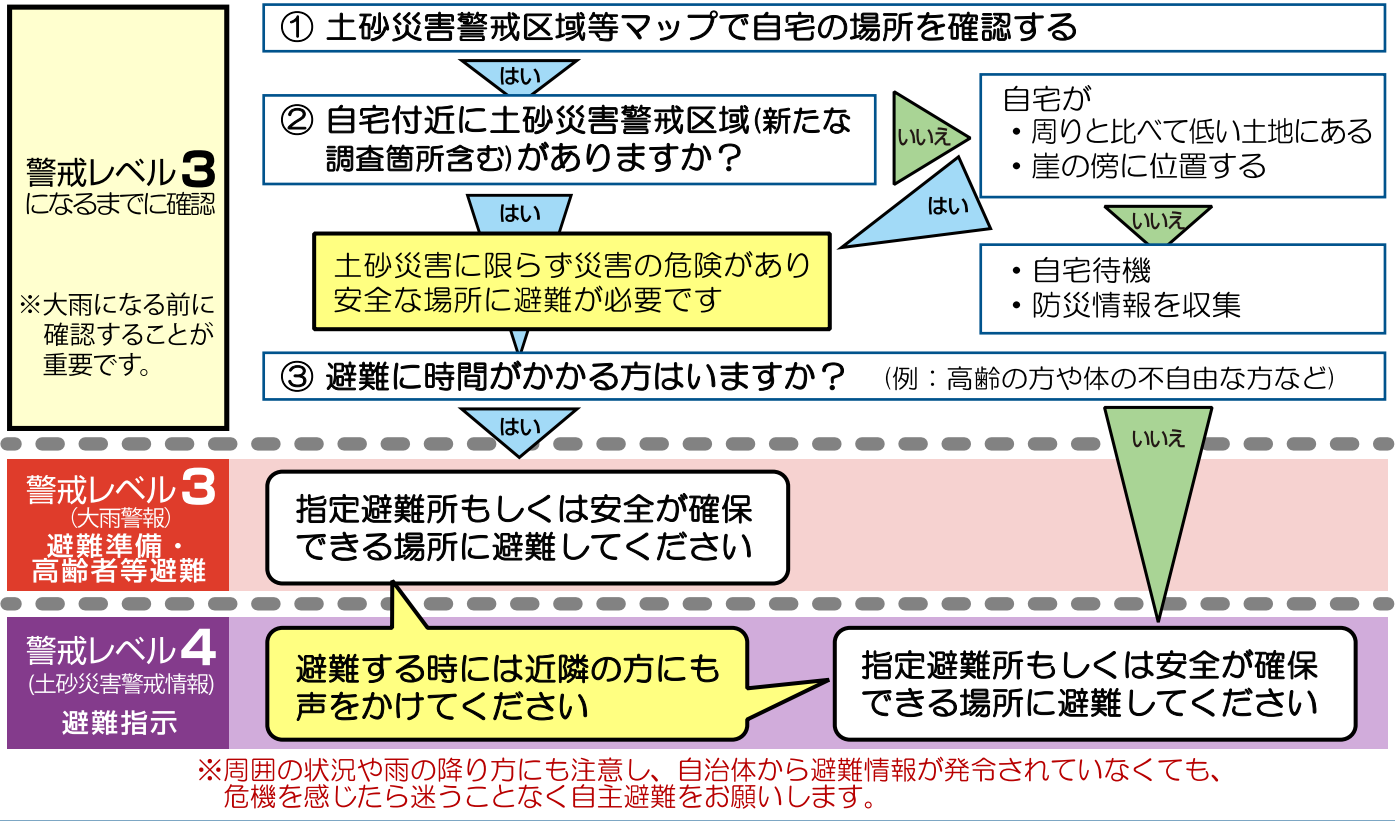 警戒レベル3
になるまでに確認
※大雨になる前に
確認することが
重要です。
① 土砂災害警戒区域等マップで自宅の場所を確認する
はい
② 自宅付近に土砂災害警戒区域(新たな
調査箇所含む)がありますか？
いいえ
自宅が
・周りと比べて低い土地にある
・崖の傍に位置する
はい
はい
いいえ
土砂災害に限らず災害の危険があり
安全な場所に避難が必要です
・自宅待機
・防災情報を収集
③ 避難に時間がかかる方はいますか？ (例：高齢の方や体の不自由な方など)
はい
いいえ
警戒レベル3
(大雨警報)
避難準備・
高齢者等避難
指定避難所もしくは安全が確保
できる場所に避難してください
警戒レベル4
(土砂災害警戒情報)
避難指示
避難する時には近隣の方にも
声をかけてください
指定避難所もしくは安全が確保
できる場所に避難してください
※周囲の状況や雨の降り方にも注意し、自治体から避難情報が発令されていなくても、
危機を感じたら迷うことなく自主避難をお願いします。